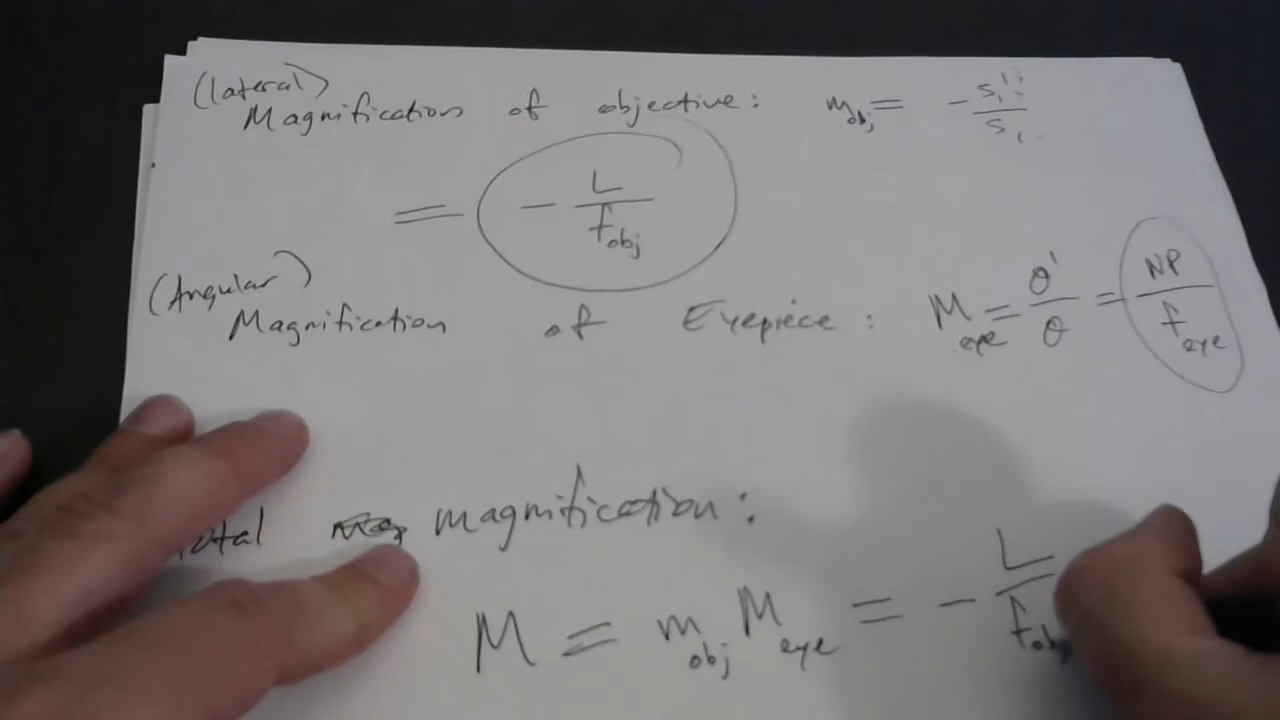 (lateral)
Magnification of objective: m_obj = - s₁'/s₁
= - L/f_obj
(Angular)
Magnification of Eyepiece: M_eye = θ'/θ = NP/f_eye
magnification:
M = m_obj M_eye = - L/f_obj